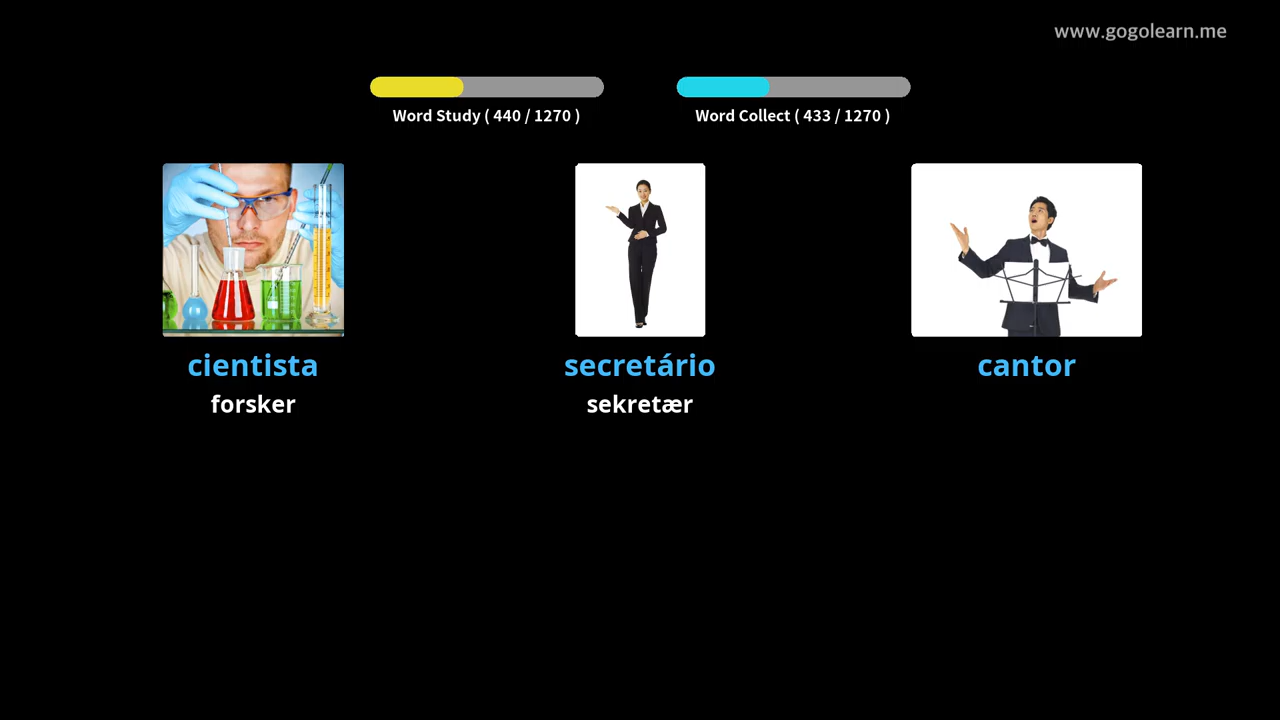 www.gogolearn.me
Word Study ( 440 / 1270 )
Word Collect ( 433 / 1270 )
cientista
forsker
secretário
sekretær
cantor